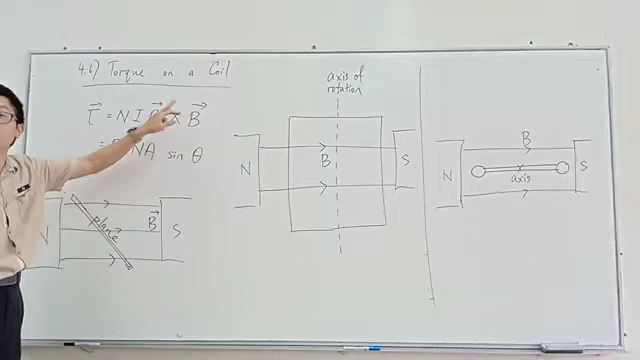 4.6) Torque on a Coil
τ⃗ = N I × B⃗
= NA sin θ
N
plane
B⃗
S
axis of
rotation
N
B
S
B
N
axis
S